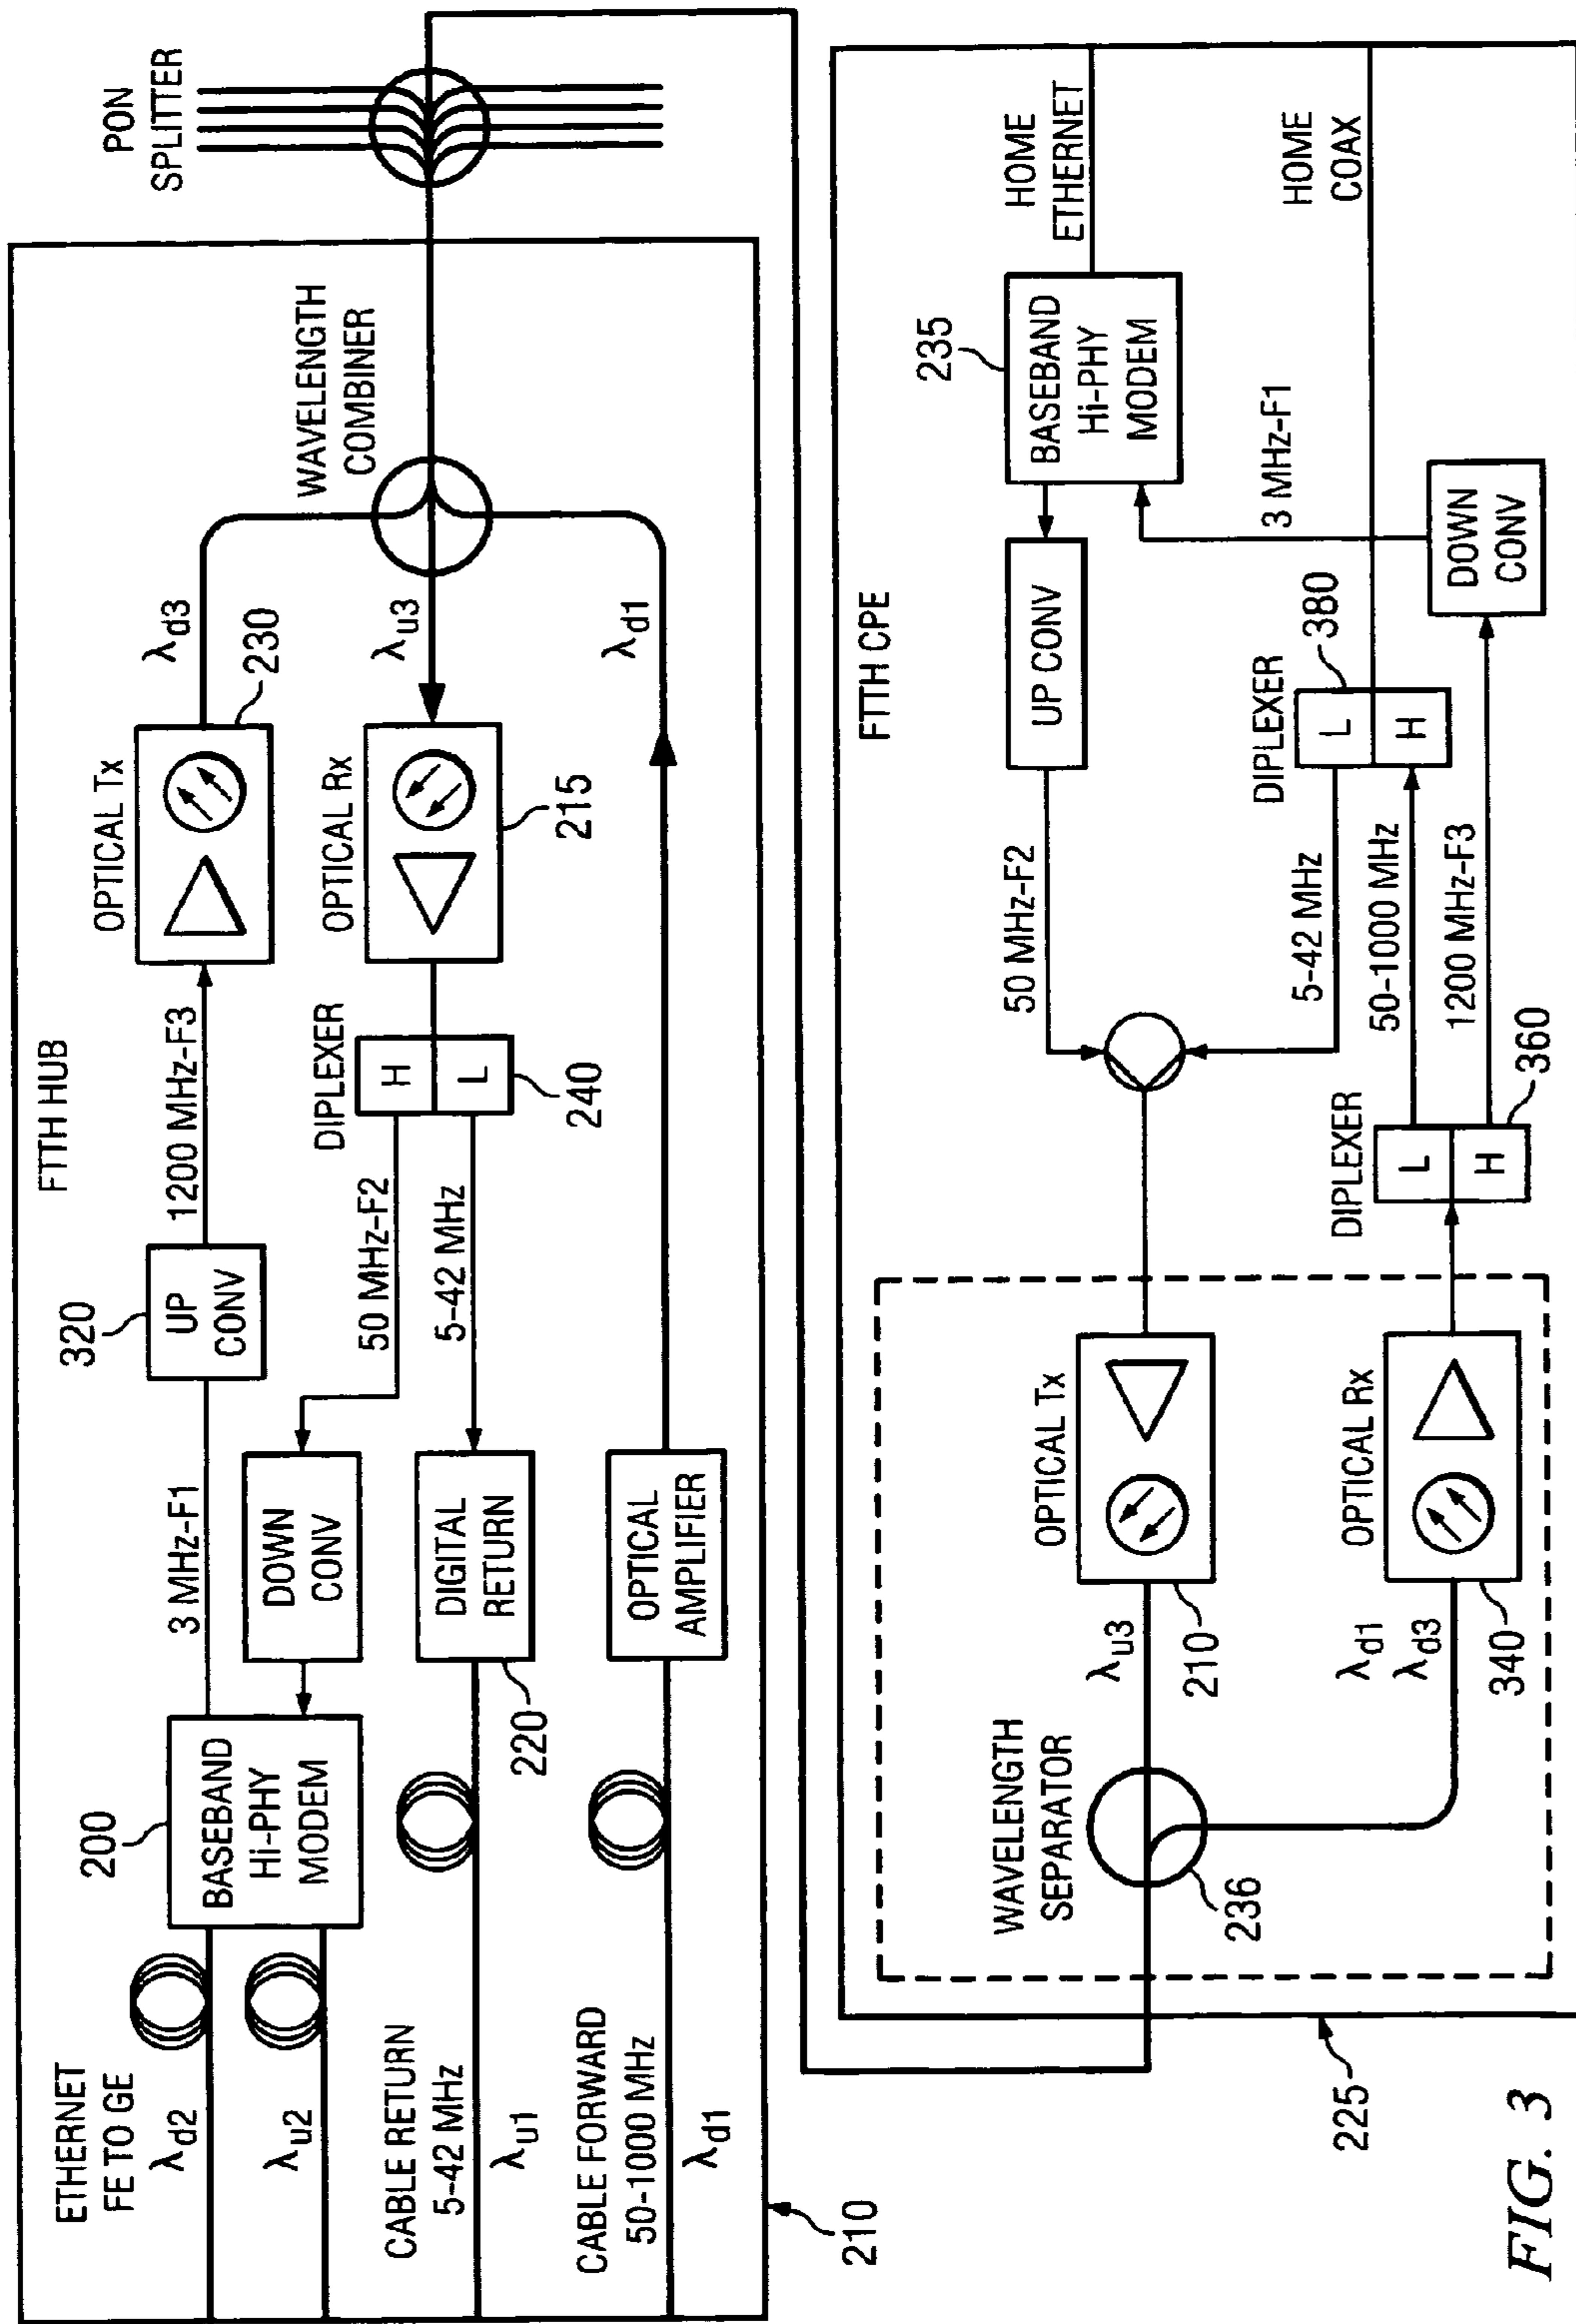 FTTH HUB
ETHERNET
FE TO GE
λd2
λu2
200
BASEBAND
Hi-PHY
MODEM
3 MHz-F1
320
UP
CONV
1200 MHz-F3
OPTICAL Tx
230
λd3
DOWN
CONV
50 MHz-F2
DIPLEXER
H
L
240
OPTICAL Rx
215
λu3
WAVELENGTH
COMBINER
PON
SPLITTER
CABLE RETURN
5-42 MHz
λu1
220
DIGITAL
RETURN
5-42 MHz
CABLE FORWARD
50-1000 MHz
λd1
OPTICAL
AMPLIFIER
λd1
210
FTTH CPE
WAVELENGTH
SEPARATOR
236
λu3
210
OPTICAL Tx
50 MHz-F2
UP CONV
235
BASEBAND
Hi-PHY
MODEM
HOME
ETHERNET
λd1
λd3
340
OPTICAL Rx
DIPLEXER
L
H
360
5-42 MHz
50-1000 MHz
1200 MHz-F3
DIPLEXER
L
H
380
3 MHz-F1
DOWN
CONV
HOME
COAX
225
FIG. 3